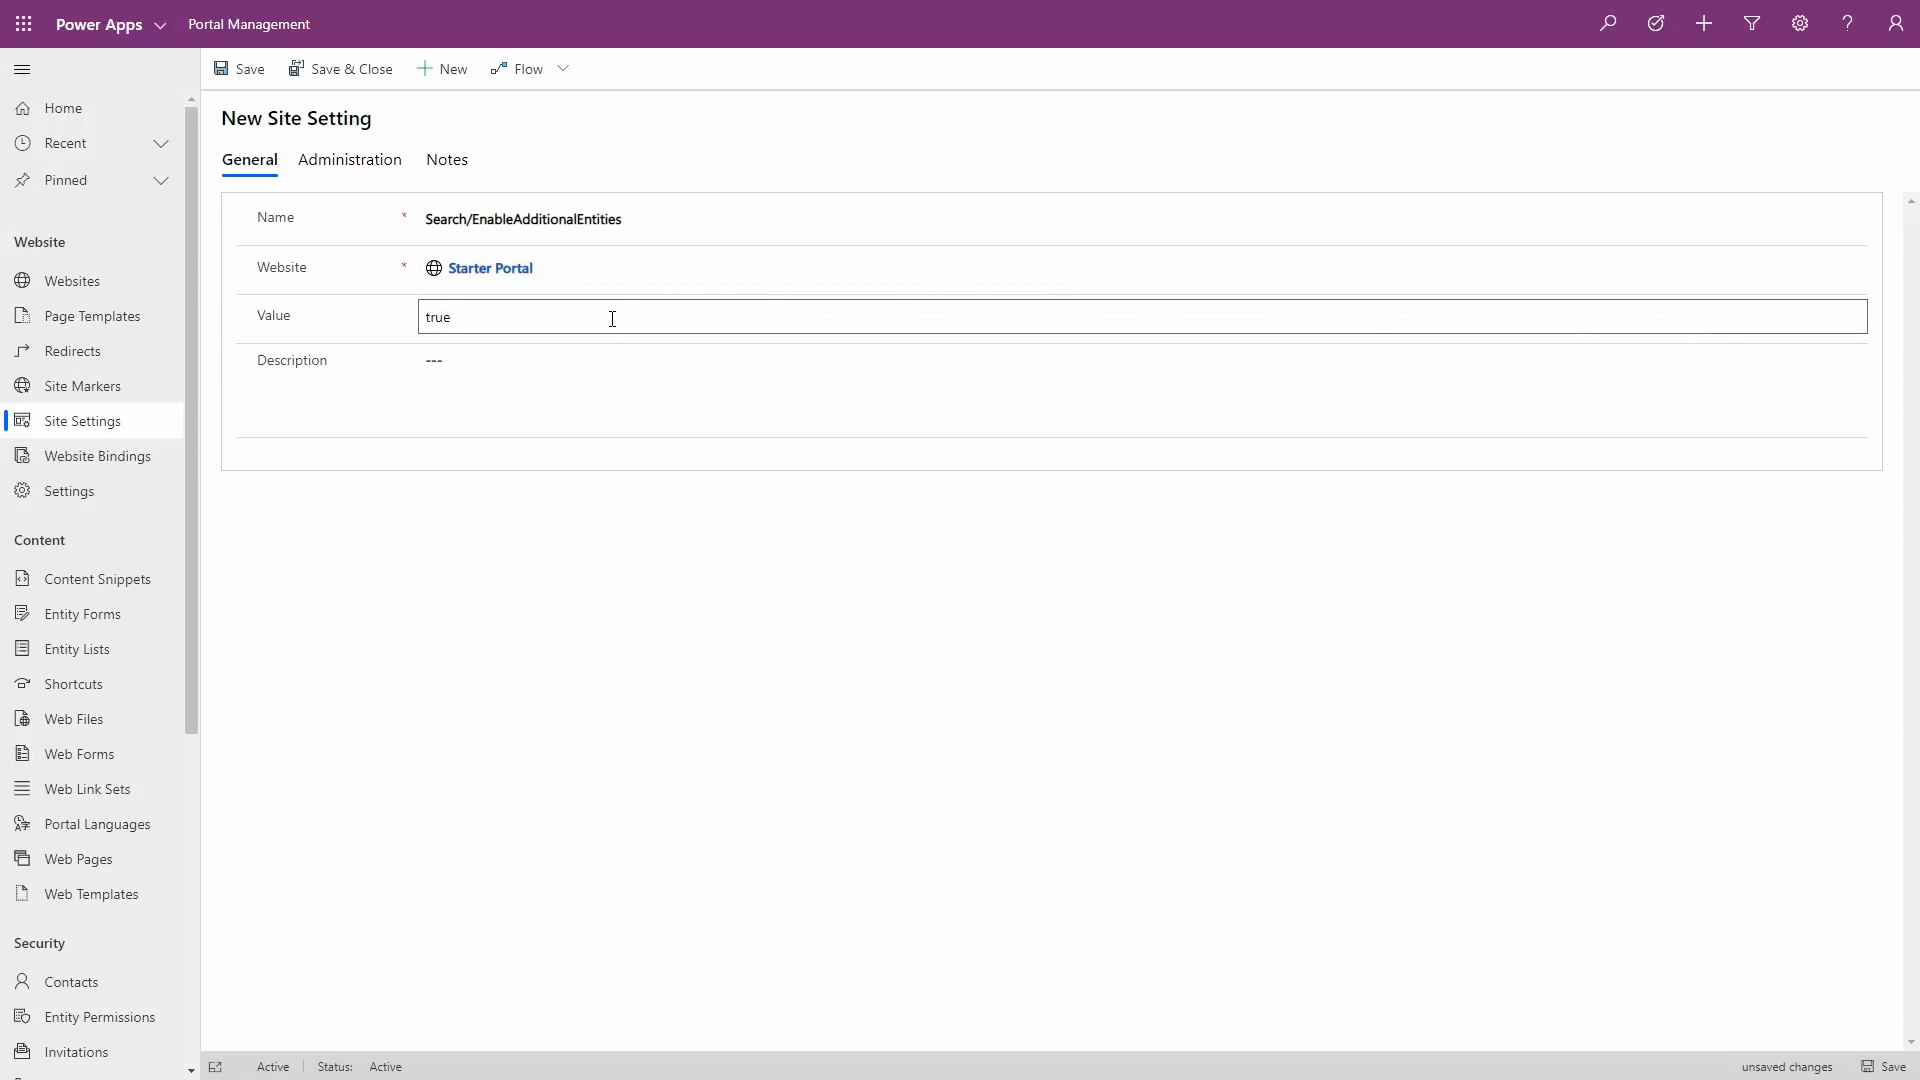 Power Apps
Portal Management
Save
Save & Close
New
Flow
Home
Recent
Pinned
Website
Websites
Page Templates
Redirects
Site Markers
Site Settings
Website Bindings
Settings
Content
Content Snippets
Entity Forms
Entity Lists
Shortcuts
Web Files
Web Forms
Web Link Sets
Portal Languages
Web Pages
Web Templates
Security
Contacts
Entity Permissions
Invitations
New Site Setting
General Administration Notes
Name * Search/EnableAdditionalEntities
Website * Starter Portal
Value true
Description ---
Active Status: Active
unsaved changes Save